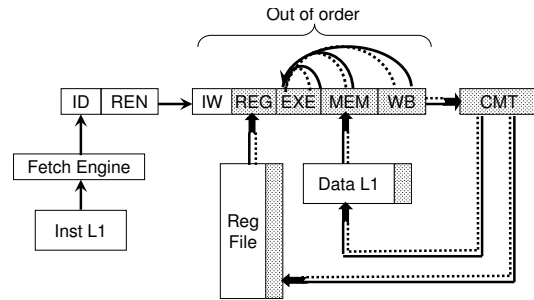 Out of order
ID REN IW REG EXE MEM WB CMT
Fetch Engine
Data L1
Inst L1
Reg
File